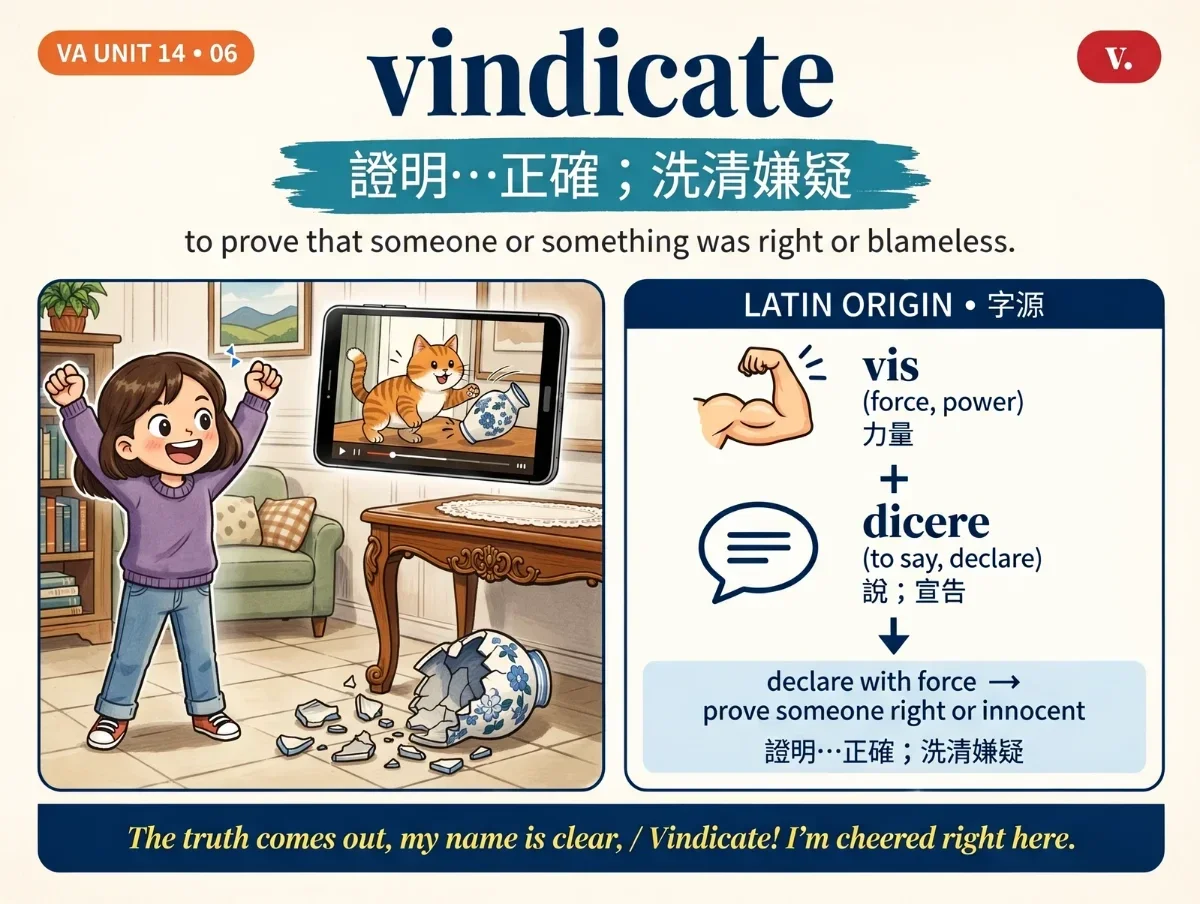 VA UNIT 14 • 06
vindicate
v.
證明…正確；洗清嫌疑
to prove that someone or something was right or blameless.
LATIN ORIGIN • 字源
vis
(force, power)
力量
+
dicere
(to say, declare)
說；宣告
declare with force →
prove someone right or innocent
證明…正確；洗清嫌疑
The truth comes out, my name is clear, / Vindicate! I'm cheered right here.